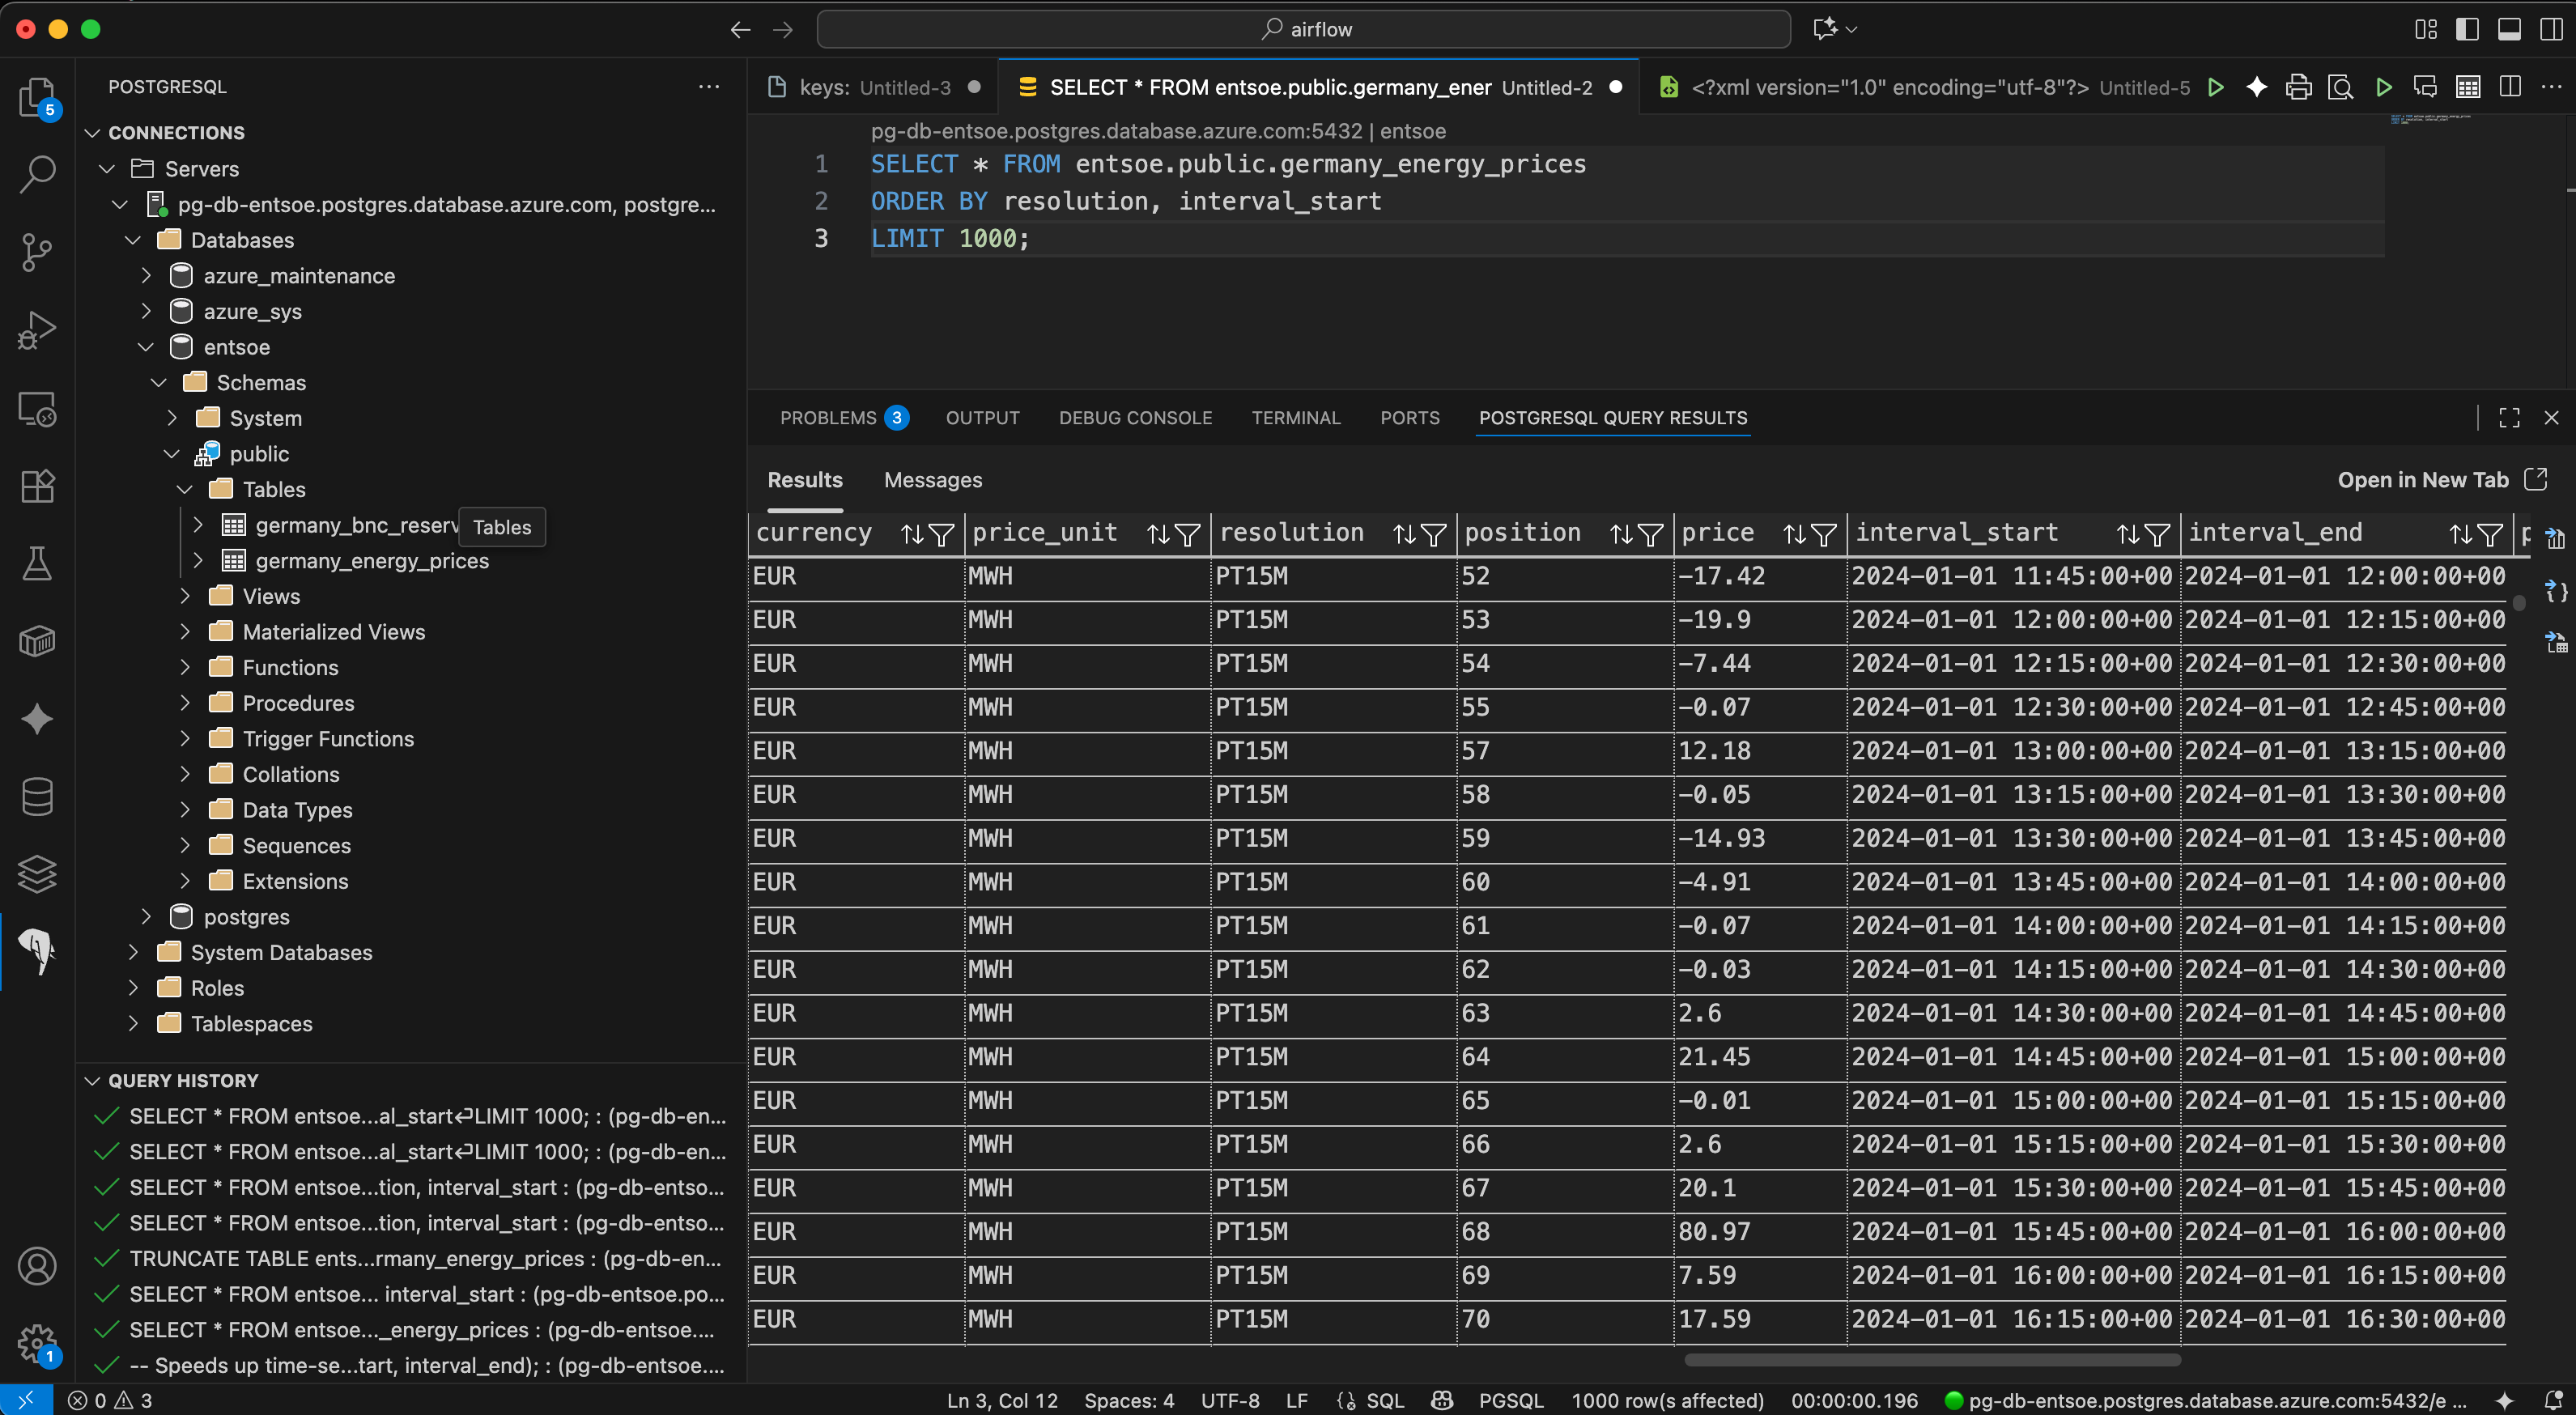 airflow
POSTGRESQL
keys: Untitled-3
SELECT * FROM entsoe.public.germany_ener Untitled-2
<?xml version="1.0" encoding="utf-8"?> Untitled-5
5
CONNECTIONS
Servers
pg-db-entsoe.postgres.database.azure.com, postgre...
Databases
azure_maintenance
azure_sys
entsoe
Schemas
System
public
Tables
germany_bnc_reserv
Tables
germany_energy_prices
Views
Materialized Views
Functions
Procedures
Trigger Functions
Collations
Data Types
Sequences
Extensions
postgres
System Databases
Roles
Tablespaces
QUERY HISTORY
SELECT * FROM entsoe...al_start↵LIMIT 1000; : (pg-db-en...
SELECT * FROM entsoe...al_start↵LIMIT 1000; : (pg-db-en...
SELECT * FROM entsoe...tion, interval_start : (pg-db-entso...
SELECT * FROM entsoe...tion, interval_start : (pg-db-entso...
TRUNCATE TABLE ents...rmany_energy_prices : (pg-db-en...
SELECT * FROM entsoe... interval_start : (pg-db-entsoe.po...
SELECT * FROM entsoe..._energy_prices : (pg-db-entsoe....
-- Speeds up time-se...tart, interval_end); : (pg-db-entsoe....
1
pg-db-entsoe.postgres.database.azure.com:5432 | entsoe
1 SELECT * FROM entsoe.public.germany_energy_prices
2 ORDER BY resolution, interval_start
3 LIMIT 1000;
PROBLEMS 3 OUTPUT DEBUG CONSOLE TERMINAL PORTS POSTGRESQL QUERY RESULTS
Results Messages Open in New Tab
currency price_unit resolution position price interval_start interval_end
EUR MWH PT15M 52 -17.42 2024-01-01 11:45:00+00 2024-01-01 12:00:00+00
EUR MWH PT15M 53 -19.9 2024-01-01 12:00:00+00 2024-01-01 12:15:00+00
EUR MWH PT15M 54 -7.44 2024-01-01 12:15:00+00 2024-01-01 12:30:00+00
EUR MWH PT15M 55 -0.07 2024-01-01 12:30:00+00 2024-01-01 12:45:00+00
EUR MWH PT15M 57 12.18 2024-01-01 13:00:00+00 2024-01-01 13:15:00+00
EUR MWH PT15M 58 -0.05 2024-01-01 13:15:00+00 2024-01-01 13:30:00+00
EUR MWH PT15M 59 -14.93 2024-01-01 13:30:00+00 2024-01-01 13:45:00+00
EUR MWH PT15M 60 -4.91 2024-01-01 13:45:00+00 2024-01-01 14:00:00+00
EUR MWH PT15M 61 -0.07 2024-01-01 14:00:00+00 2024-01-01 14:15:00+00
EUR MWH PT15M 62 -0.03 2024-01-01 14:15:00+00 2024-01-01 14:30:00+00
EUR MWH PT15M 63 2.6 2024-01-01 14:30:00+00 2024-01-01 14:45:00+00
EUR MWH PT15M 64 21.45 2024-01-01 14:45:00+00 2024-01-01 15:00:00+00
EUR MWH PT15M 65 -0.01 2024-01-01 15:00:00+00 2024-01-01 15:15:00+00
EUR MWH PT15M 66 2.6 2024-01-01 15:15:00+00 2024-01-01 15:30:00+00
EUR MWH PT15M 67 20.1 2024-01-01 15:30:00+00 2024-01-01 15:45:00+00
EUR MWH PT15M 68 80.97 2024-01-01 15:45:00+00 2024-01-01 16:00:00+00
EUR MWH PT15M 69 7.59 2024-01-01 16:00:00+00 2024-01-01 16:15:00+00
EUR MWH PT15M 70 17.59 2024-01-01 16:15:00+00 2024-01-01 16:30:00+00
0 3 Ln 3, Col 12 Spaces: 4 UTF-8 LF SQL PGSQL 1000 row(s affected) 00:00:00.196 pg-db-entsoe.postgres.database.azure.com:5432/e ...